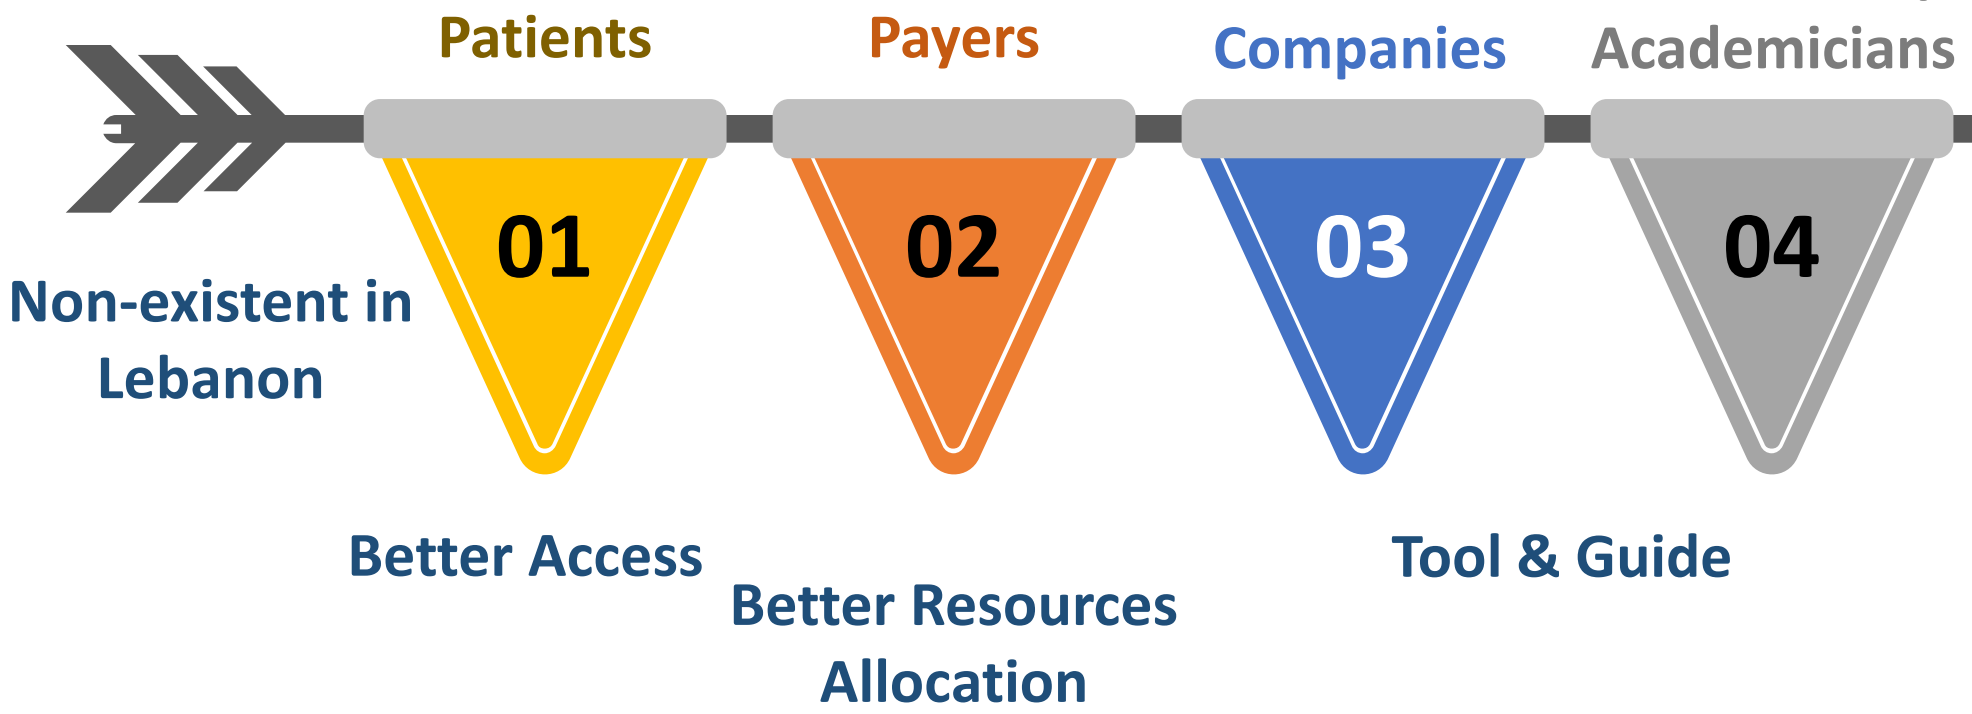 Patients
Payers
Companies
Academicians
01
02
03
04
Non-existent in
Lebanon
Better Access
Better Resources
Allocation
Tool & Guide